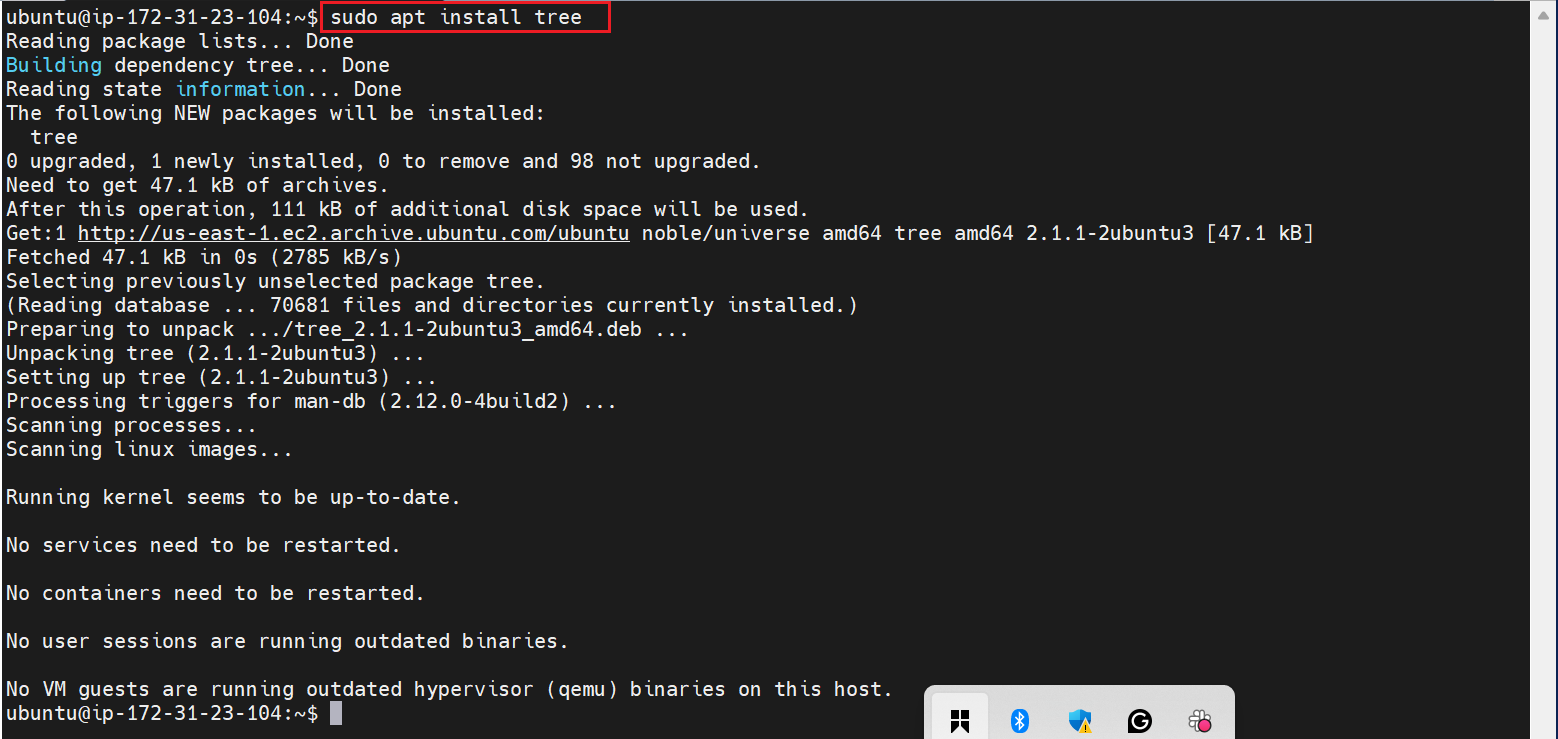 ubuntu@ip-172-31-23-104:~$ sudo apt install tree
Reading package lists... Done
Building dependency tree... Done
Reading state information... Done
The following NEW packages will be installed:
  tree
0 upgraded, 1 newly installed, 0 to remove and 98 not upgraded.
Need to get 47.1 kB of archives.
After this operation, 111 kB of additional disk space will be used.
Get:1 http://us-east-1.ec2.archive.ubuntu.com/ubuntu noble/universe amd64 tree amd64 2.1.1-2ubuntu3 [47.1 kB]
Fetched 47.1 kB in 0s (2785 kB/s)
Selecting previously unselected package tree.
(Reading database ... 70681 files and directories currently installed.)
Preparing to unpack .../tree_2.1.1-2ubuntu3_amd64.deb ...
Unpacking tree (2.1.1-2ubuntu3) ...
Setting up tree (2.1.1-2ubuntu3) ...
Processing triggers for man-db (2.12.0-4build2) ...
Scanning processes...
Scanning linux images...
Running kernel seems to be up-to-date.
No services need to be restarted.
No containers need to be restarted.
No user sessions are running outdated binaries.
No VM guests are running outdated hypervisor (qemu) binaries on this host.
ubuntu@ip-172-31-23-104:~$